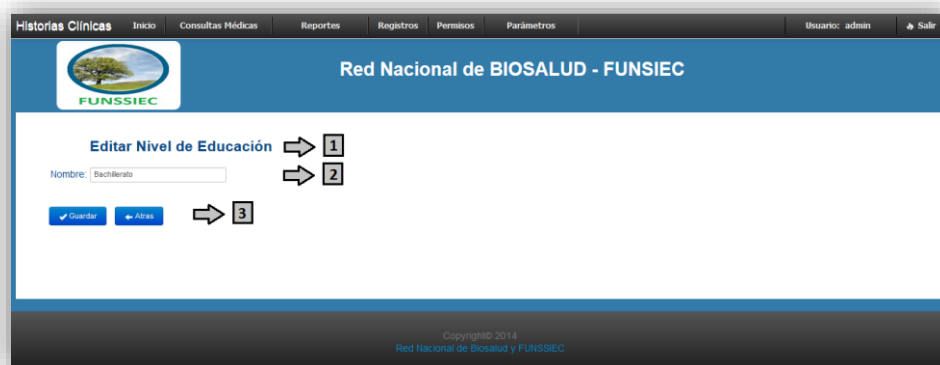 Historias Clínicas Inicio Consultas Médicas Reportes Registros Permisos Parámetros Usuario: admin Salir
FUNSSIEC
Red Nacional de BIOSALUD - FUNSIEC
Editar Nivel de Educación 1
Nombre: Bachillerato 2
Guardar Atras 3
Copyright© 2014
Red Nacional de Biosalud y FUNSSIEC